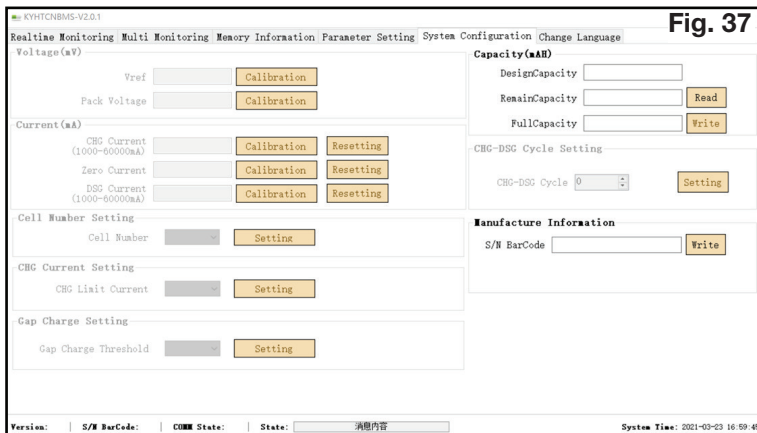 KYHTCNBMS-V2.0.1
Fig. 37
Realtime Monitoring Multi Monitoring Memory Information Parameter Setting System Configuration Change Language
Voltage(mV)
Vref Calibration
Pack Voltage Calibration
Current(mA)
CHG Current
(1000-60000mA) Calibration Resetting
Zero Current Calibration Resetting
DSG Current
(1000-60000mA) Calibration Resetting
Cell Number Setting
Cell Number Setting
CHG Current Setting
CHG Limit Current Setting
Gap Charge Setting
Gap Charge Threshold Setting
Capacity(mAH)
DesignCapacity
RemainCapacity Read
FullCapacity Write
CHG-DSG Cycle Setting
CHG-DSG Cycle 0 Setting
Manufacture Information
S/N BarCode Write
Version: S/N BarCode: COMM State: State: 消息内容 System Time: 2021-03-23 16:59:45